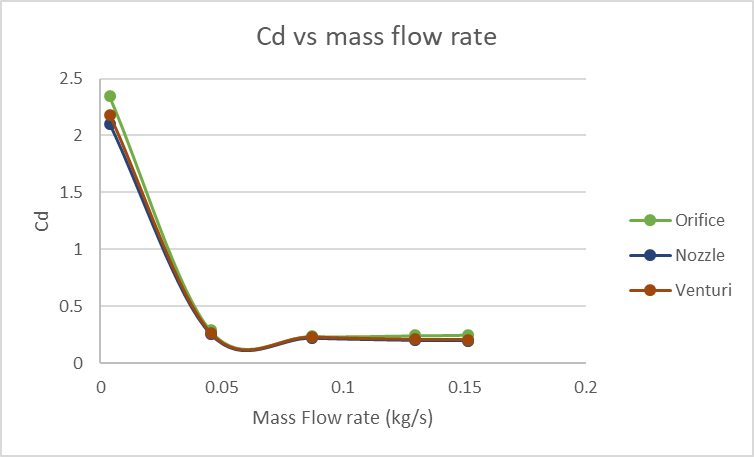 Cd vs mass flow rate
2.5
2
1.5
1
0.5
0
Cd
0 0.05 0.1 0.15 0.2
Mass Flow rate (kg/s)
Orifice
Nozzle
Venturi